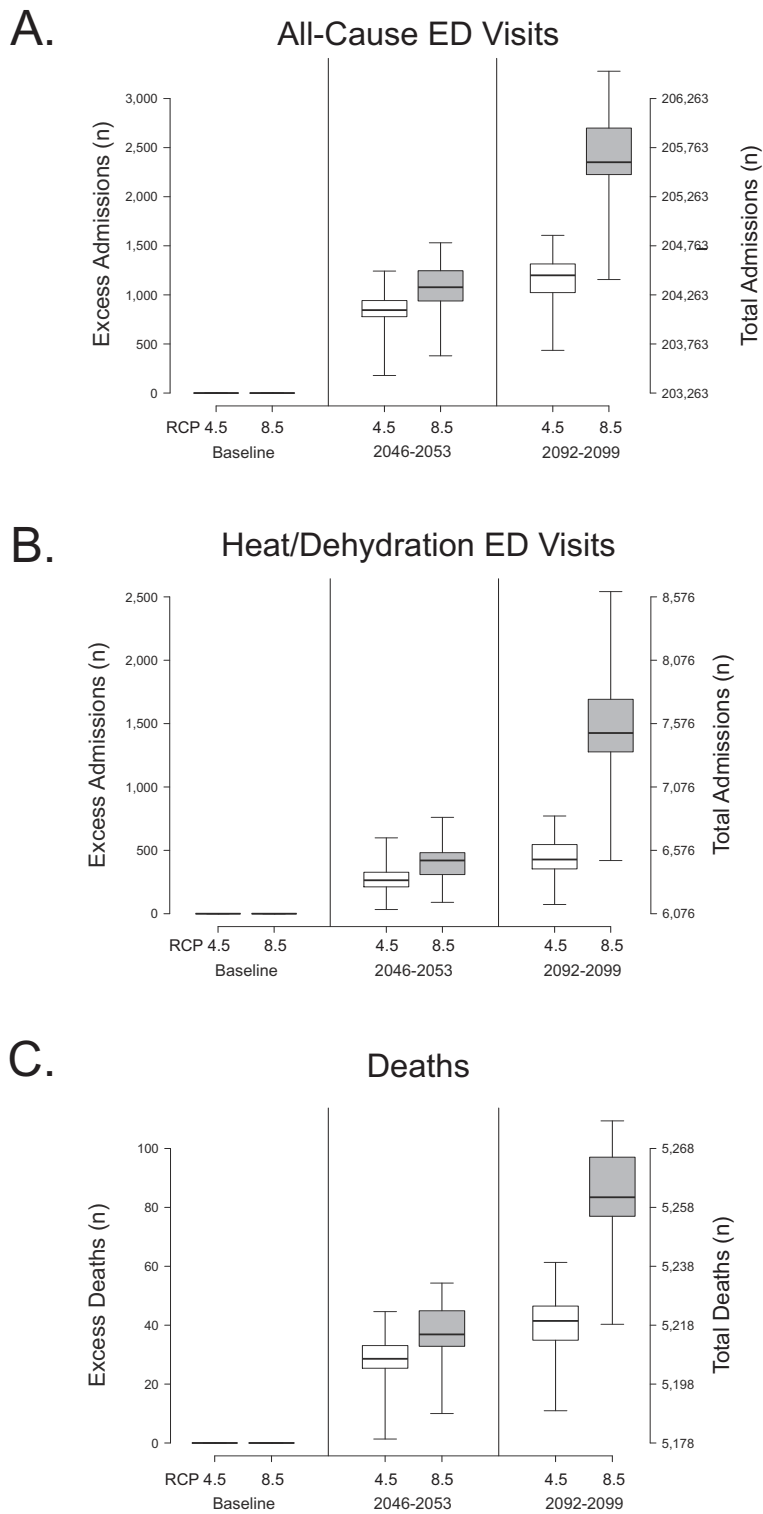 A.
All-Cause ED Visits
Excess Admissions (n)
3,000
2,500
2,000
1,500
1,000
500
0
206,263
205,763
205,263
204,763
204,263
203,763
203,263
Total Admissions (n)
RCP 4.5 8.5 4.5 8.5 4.5 8.5
Baseline 2046-2053 2092-2099
B.
Heat/Dehydration ED Visits
Excess Admissions (n)
2,500
2,000
1,500
1,000
500
0
8,576
8,076
7,576
7,076
6,576
6,076
Total Admissions (n)
RCP 4.5 8.5 4.5 8.5 4.5 8.5
Baseline 2046-2053 2092-2099
C.
Deaths
Excess Deaths (n)
100
80
60
40
20
0
5,268
5,258
5,238
5,218
5,198
5,178
Total Deaths (n)
RCP 4.5 8.5 4.5 8.5 4.5 8.5
Baseline 2046-2053 2092-2099